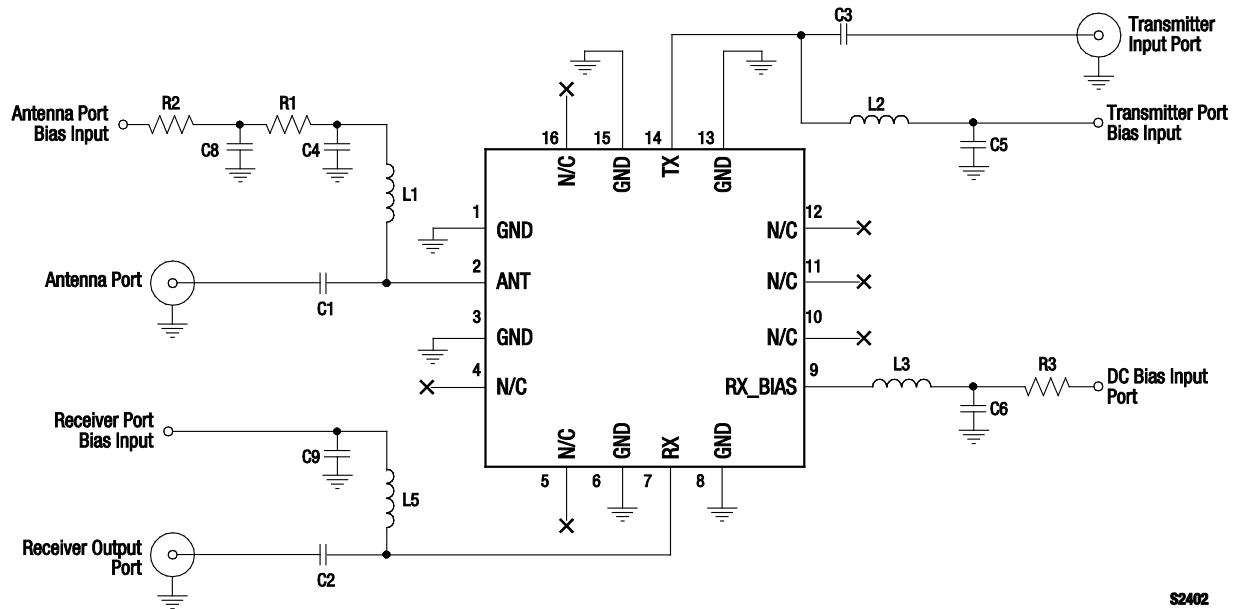 C3
Transmitter
Input Port
L2
Transmitter Port
Bias Input
C5
Antenna Port
Bias Input
R2
R1
C8
C4
L1
16
15
14
13
N/C
GND
TX
GND
1
GND
2
ANT
3
GND
4
N/C
12
N/C
11
N/C
10
N/C
9
RX_BIAS
Antenna Port
C1
L3
R3
DC Bias Input
Port
C6
Receiver Port
Bias Input
C9
L5
N/C
GND
RX
GND
5
6
7
8
Receiver Output
Port
C2
S2402